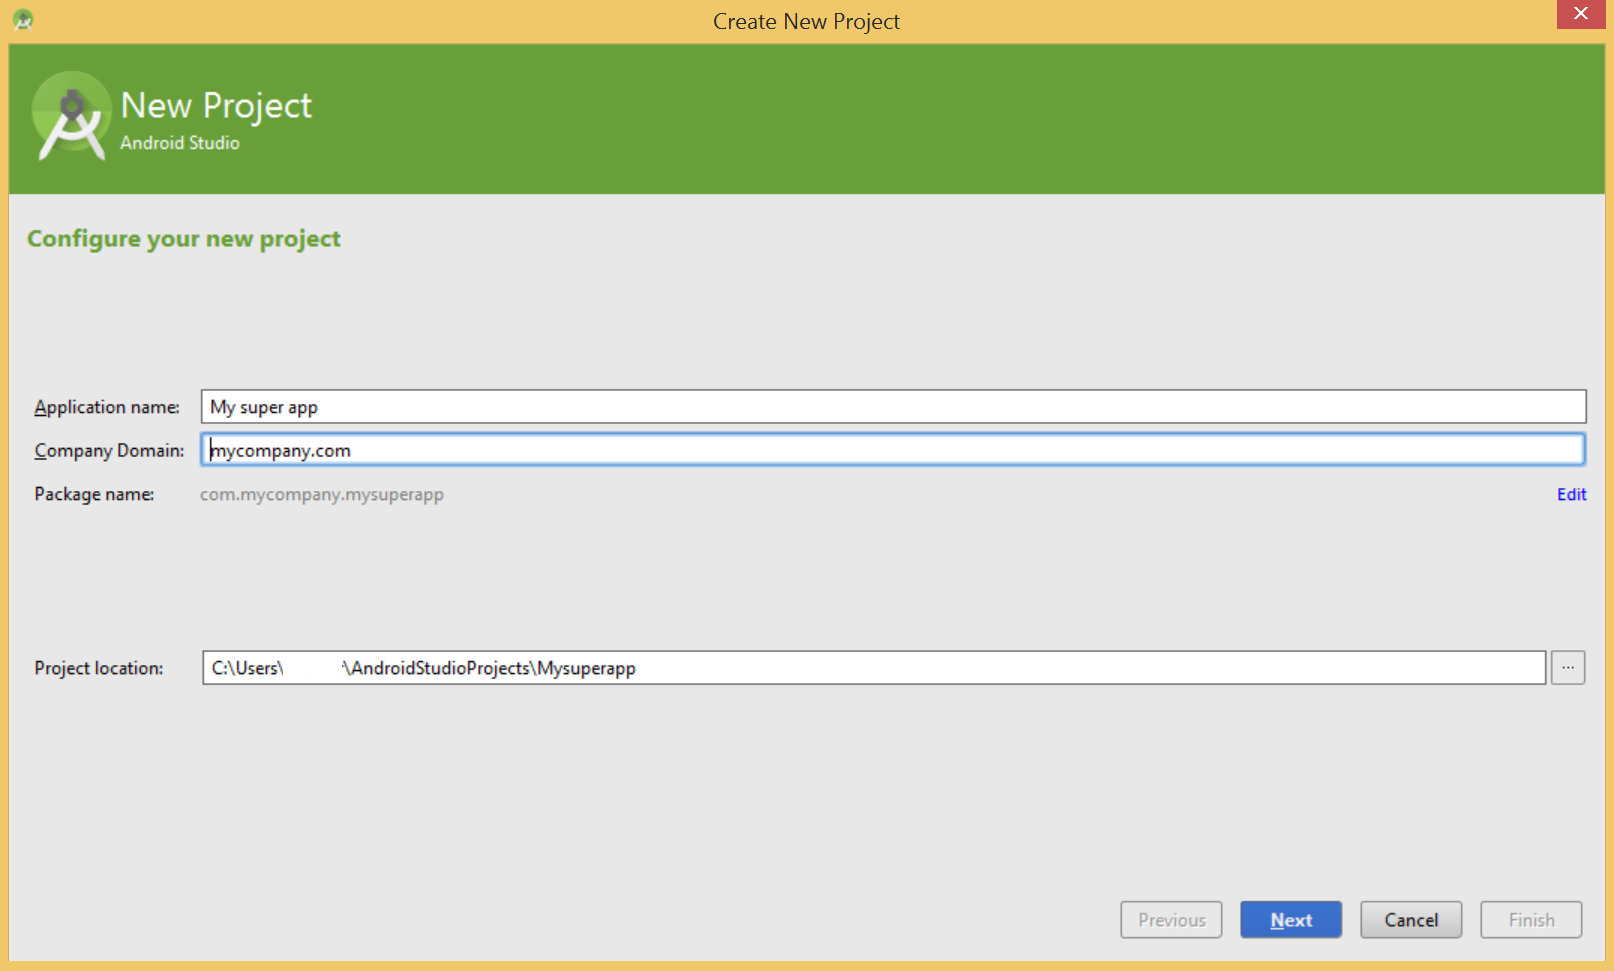 Create New Project
New Project
Android Studio
Configure your new project
Application name: My super app
Company Domain: mycompany.com
Package name: com.mycompany.mysuperapp Edit
Project location: C:\Users\ \AndroidStudioProjects\Mysuperapp ...
Previous Next Cancel Finish